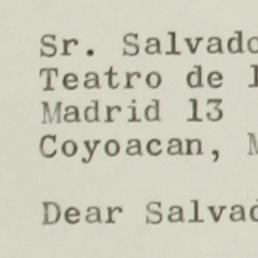 Sr. Salvado
Teatro de
Madrid 13
Coyoacan,
Dear Salvad